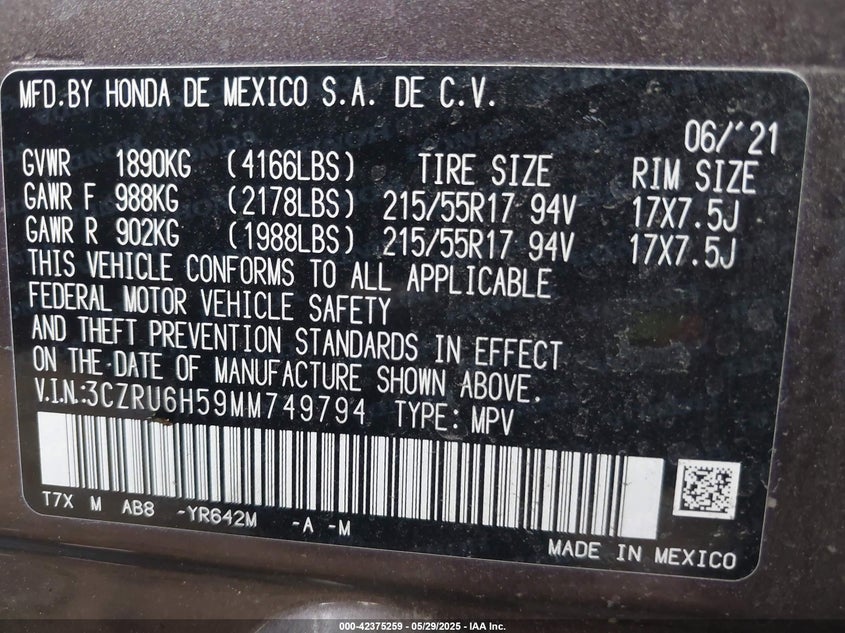 MFD.BY HONDA DE MEXICO S.A. DE C.V.
06/'21
GVWR 1890KG (4166LBS) TIRE SIZE RIM SIZE
GAWR F 988KG (2178LBS) 215/55R17 94V 17X7.5J
GAWR R 902KG (1988LBS) 215/55R17 94V 17X7.5J
THIS VEHICLE CONFORMS TO ALL APPLICABLE
FEDERAL MOTOR VEHICLE SAFETY
AND THEFT PREVENTION STANDARDS IN EFFECT
ON THE DATE OF MANUFACTURE SHOWN ABOVE.
V.I.N.:3CZRU6H59MM749794 TYPE: MPV
T7X M AB8 -YR642M -A -M
MADE IN MEXICO
000-42375259 - 05/29/2025 - IAA Inc.